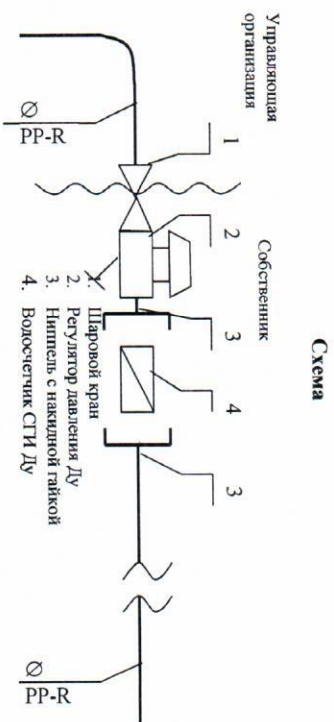 Схема
Управляющая
организация
Собственник
1
2
3
4
3
Ø
PP-R
Ø
PP-R
1. Шаровой кран
2. Регулятор давления Ду
3. Ниппель с накидной гайкой
4. Водосчетчик СГИ Ду